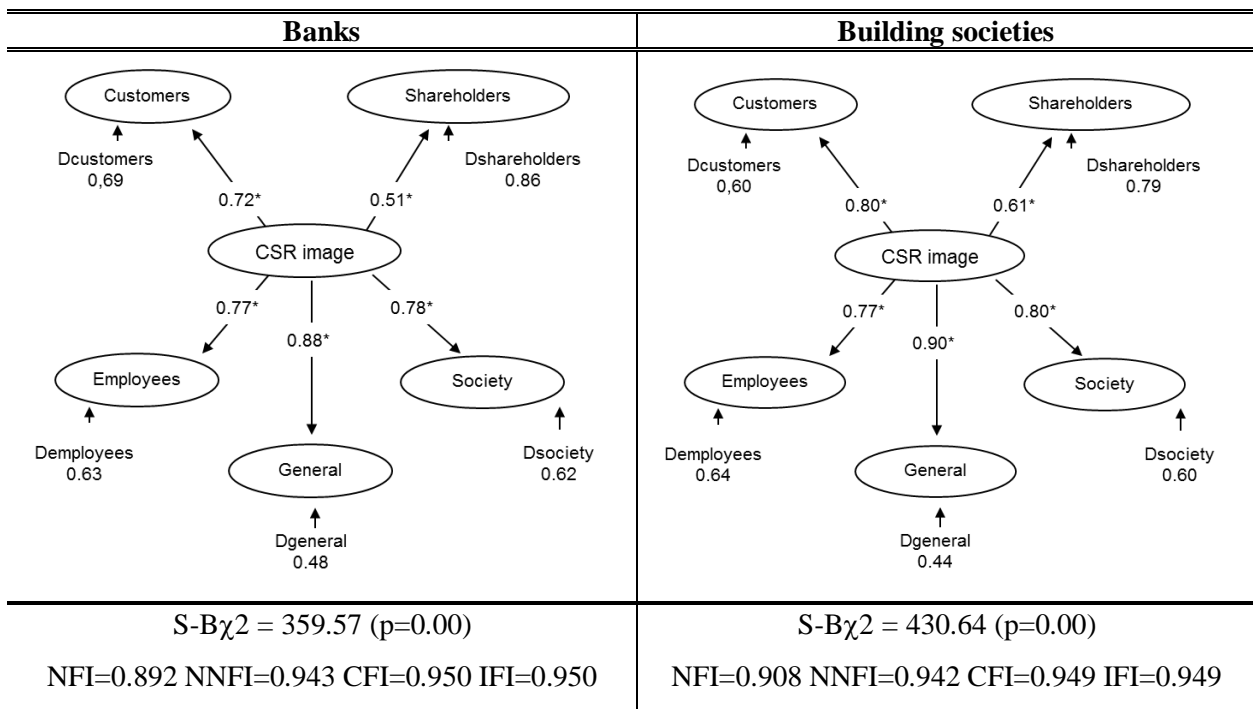 Banks
Customers
Shareholders
Dcustomers
0,69
Dshareholders
0.86
0.72*
0.51*
CSR image
0.77*
0.78*
0.88*
Employees
Society
Demployees
0.63
General
Dsociety
0.62
Dgeneral
0.48
S-Bχ2 = 359.57 (p=0.00)
NFI=0.892 NNFI=0.943 CFI=0.950 IFI=0.950
Building societies
Customers
Shareholders
Dcustomers
0,60
Dshareholders
0.79
0.80*
0.61*
CSR image
0.77*
0.80*
0.90*
Employees
Society
Demployees
0.64
General
Dsociety
0.60
Dgeneral
0.44
S-Bχ2 = 430.64 (p=0.00)
NFI=0.908 NNFI=0.942 CFI=0.949 IFI=0.949